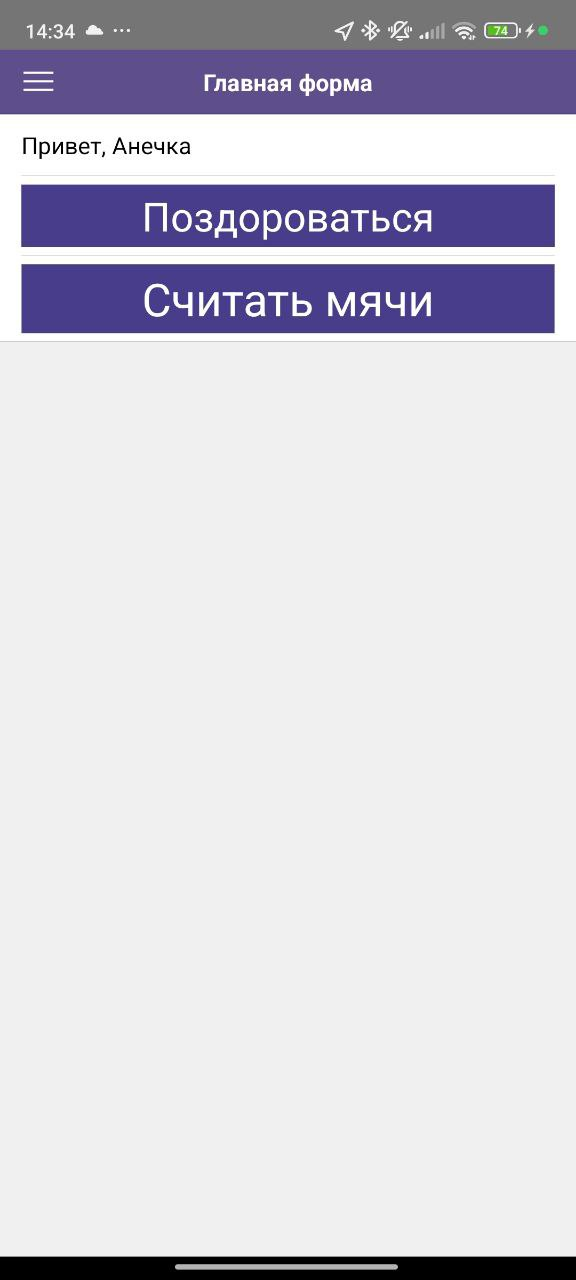 14:34 ...
74
Главная форма
Привет, Анечка
Поздороваться
Считать мячи